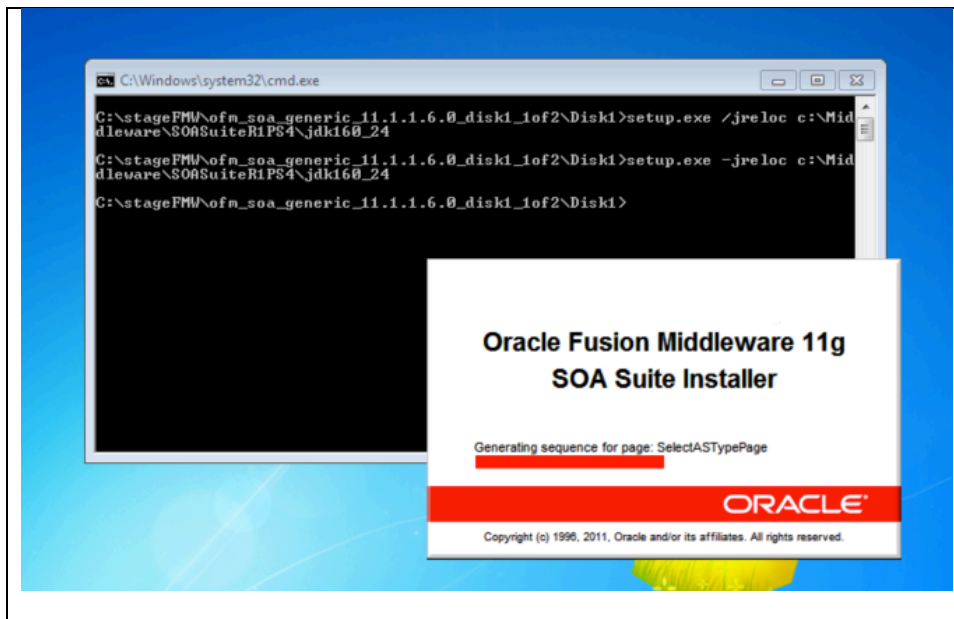 C:\Windows\system32\cmd.exe
C:\stageFMW\ofm_soa_generic_11.1.1.6.0_disk1_1of2\Disk1>setup.exe /jreloc c:\Mid
dleware\SOASuiteR1PS4\jdk160_24
C:\stageFMW\ofm_soa_generic_11.1.1.6.0_disk1_1of2\Disk1>setup.exe -jreloc c:\Mid
dleware\SOASuiteR1PS4\jdk160_24
C:\stageFMW\ofm_soa_generic_11.1.1.6.0_disk1_1of2\Disk1>
Oracle Fusion Middleware 11g
SOA Suite Installer
Generating sequence for page: SelectASTypePage
ORACLE
Copyright (c) 1996, 2011, Oracle and/or its affiliates. All rights reserved.